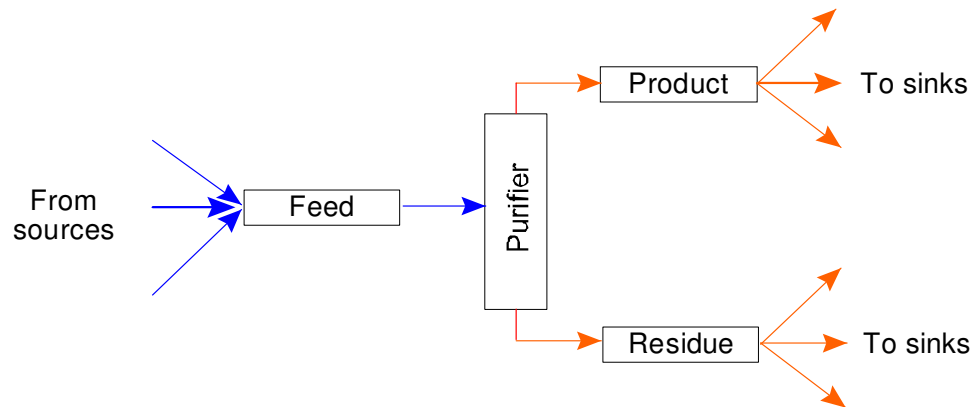 From
sources
Feed
Purifier
Product
To sinks
Residue
To sinks